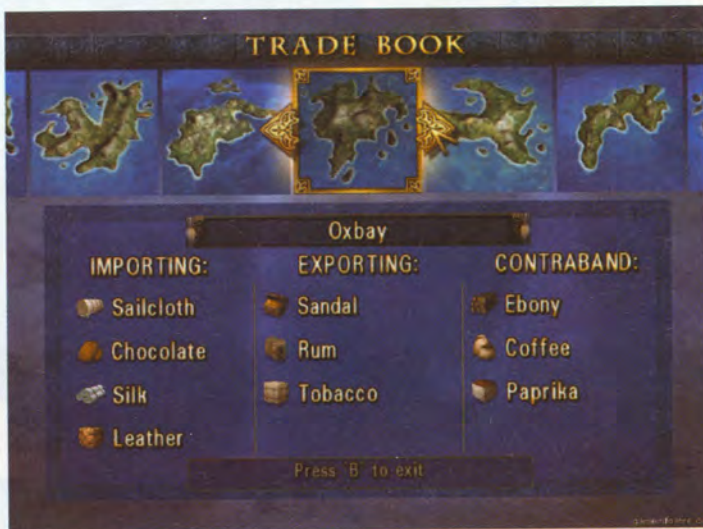 TRADE BOOK
Oxbay
IMPORTING: EXPORTING: CONTRABAND:
Sailcloth Sandal Ebony
Chocolate Rum Coffee
Silk Tobacco Paprika
Leather
Press 'B' to exit